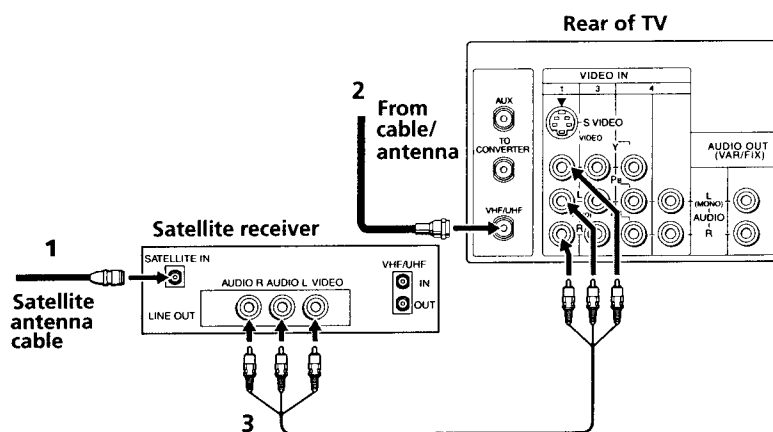 Rear of TV
VIDEO IN
1 3 4
2
From
cable/
antenna
AUX
S VIDEO
VIDEO
TO
CONVERTER
Y
AUDIO OUT
(VAR/FIX)
PB
L
L
(MONO)
AUDIO
R
VHF/UHF
R
Satellite receiver
1
SATELLITE IN
VHF/UHF
AUDIO R AUDIO L VIDEO
IN
OUT
LINE OUT
Satellite
antenna
cable
3